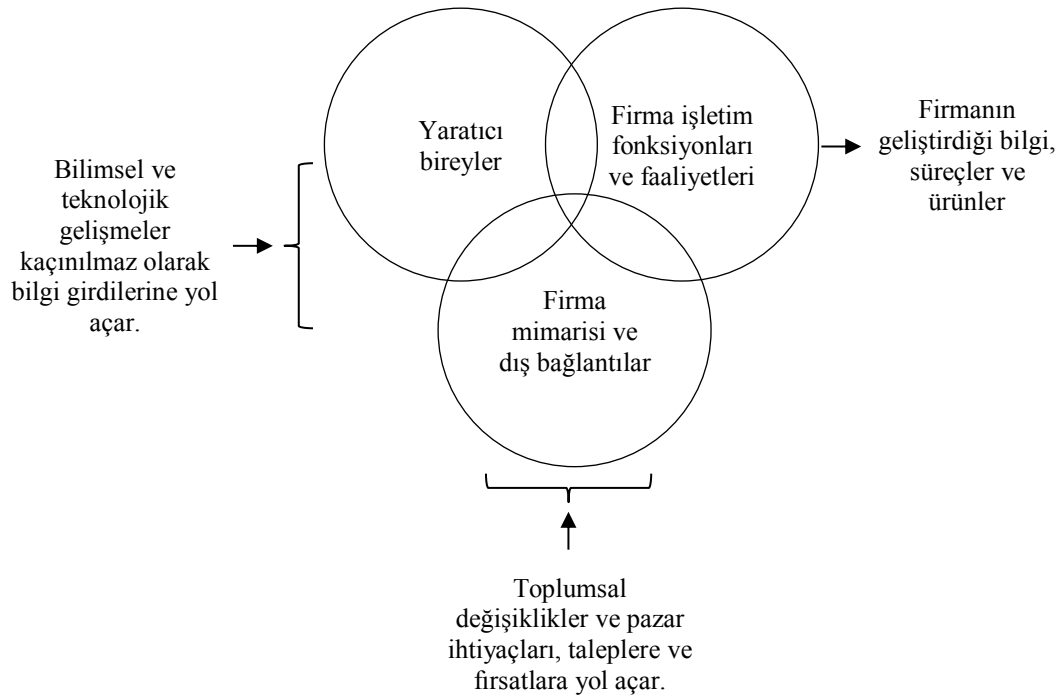 Yaratıcı
bireyler
Firma işletim
fonksiyonları
ve faaliyetleri
Firmanın
geliştirdiği bilgi,
süreçler ve
ürünler
Bilimsel ve
teknolojik
gelişmeler
kaçınılmaz olarak
bilgi girdilerine yol
açar.
Firma
mimarisi ve
dış bağlantılar
Toplumsal
değişiklikler ve pazar
ihtiyaçları, taleplere ve
fırsatlara yol açar.